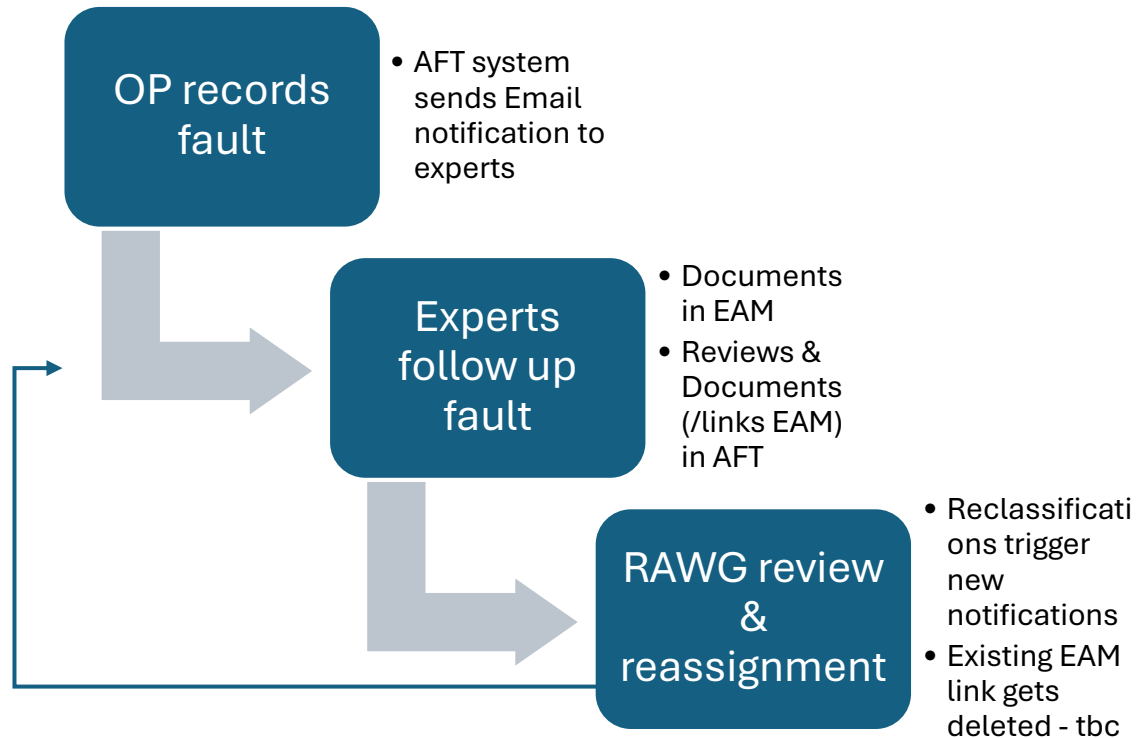 OP records
fault
• AFT system
sends Email
notification to
experts
Experts
follow up
fault
• Documents
in EAM
• Reviews &
Documents
(/links EAM)
in AFT
RAWG review
&
reassignment
• Reclassificati
ons trigger
new
notifications
• Existing EAM
link gets
deleted - tbc